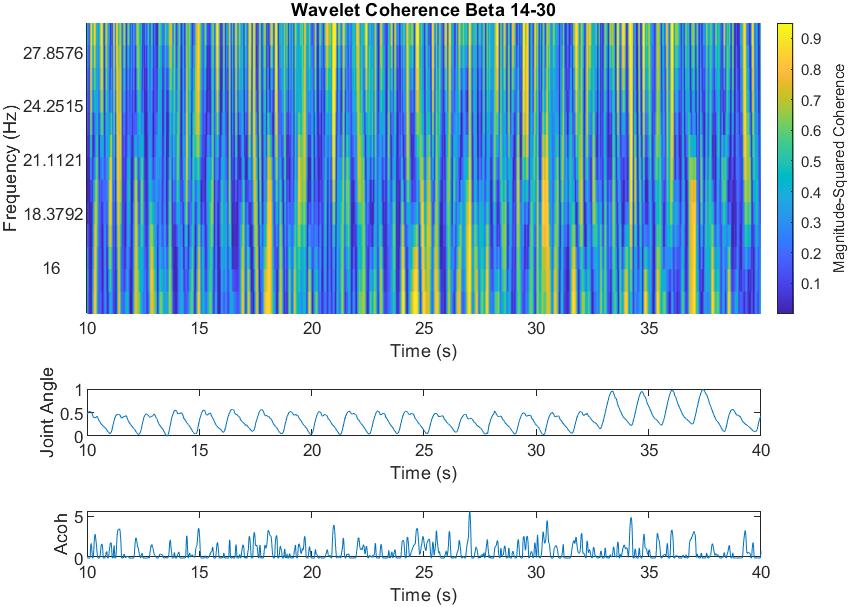 Wavelet Coherence Beta 14-30
Frequency (Hz)
27.8576
24.2515
21.1121
18.3792
16
10 15 20 25 30 35
Time (s)
0.9
0.8
0.7
0.6
0.5
0.4
0.3
0.2
0.1
Magnitude-Squared Coherence
Joint Angle
1
0.5
0
10 15 20 25 30 35 40
Time (s)
Acoh
5
0
10 15 20 25 30 35 40
Time (s)